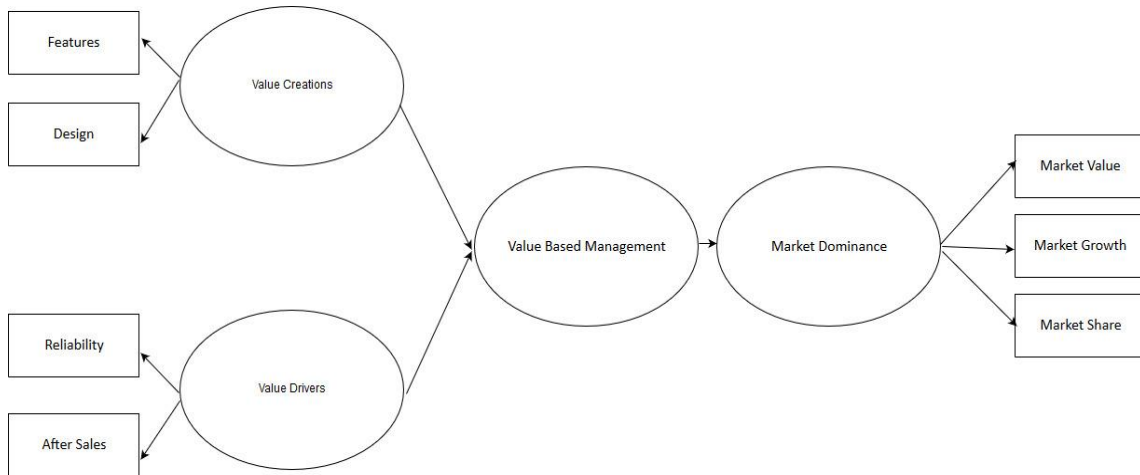 Features
Value Creations
Design
Market Value
Value Based Management
Market Dominance
Market Growth
Reliability
Market Share
Value Drivers
After Sales